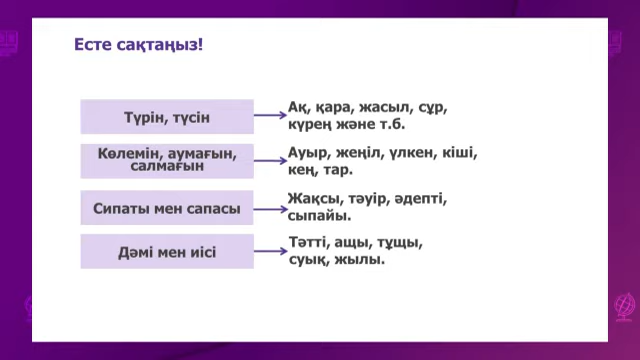 Есте сақтаңыз!
Түрін, түсін
Ақ, қара, жасыл, сұр,
күрең және т.б.
Көлемін, аумағын,
салмағын
Ауыр, жеңіл, үлкен, кіші,
кең, тар.
Сипаты мен сапасы
Жақсы, тәуір, әдепті,
сыпайы.
Дәмі мен иісі
Тәтті, ащы, тұщы,
суық, жылы.